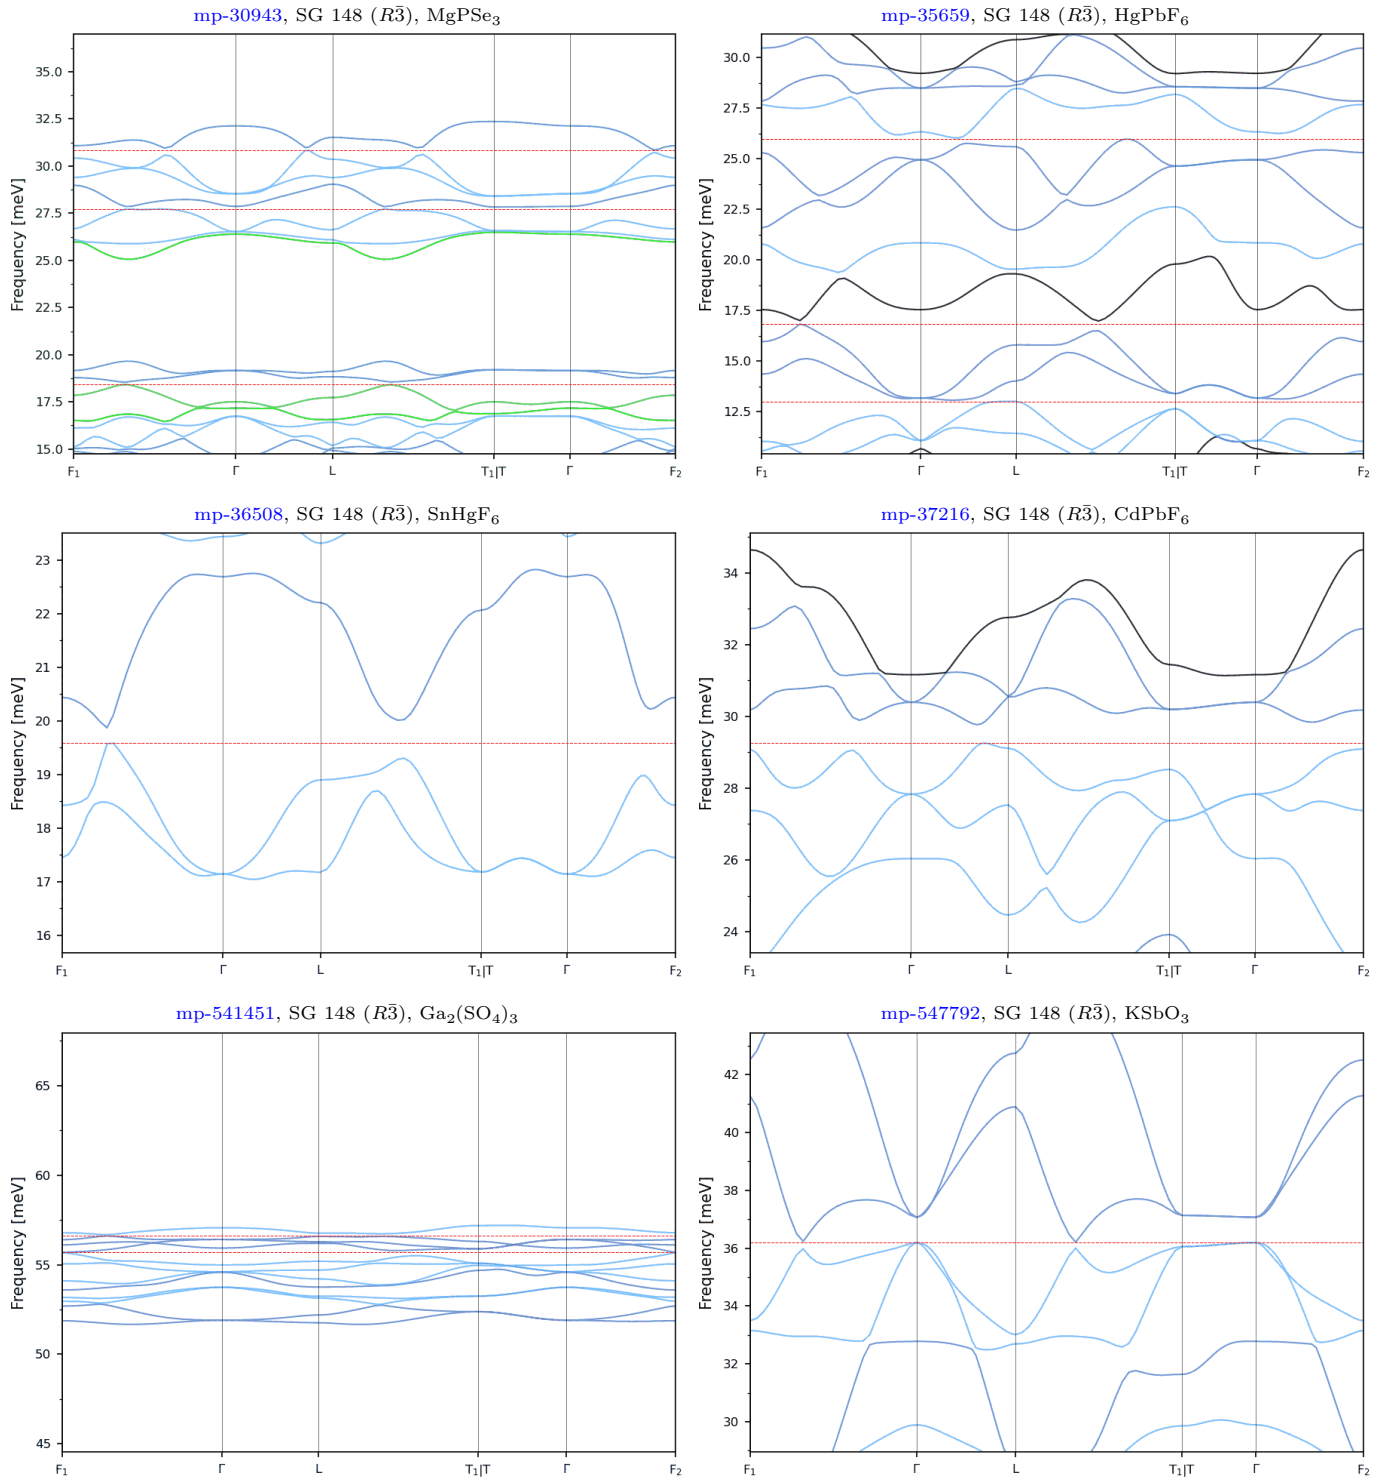 mp-30943, SG 148 (R3̄), MgPSe₃
Frequency [meV]
35.0
32.5
30.0
27.5
25.0
22.5
20.0
17.5
15.0
F₁ Γ L T₁|T Γ F₂
mp-35659, SG 148 (R3̄), HgPbF₆
Frequency [meV]
30.0
27.5
25.0
22.5
20.0
17.5
15.0
12.5
F₁ Γ L T₁|T Γ F₂
mp-36508, SG 148 (R3̄), SnHgF₆
Frequency [meV]
23
22
21
20
19
18
17
16
F₁ Γ L T₁|T Γ F₂
mp-37216, SG 148 (R3̄), CdPbF₆
Frequency [meV]
34
32
30
28
26
24
F₁ Γ L T₁|T Γ F₂
mp-541451, SG 148 (R3̄), Ga₂(SO₄)₃
Frequency [meV]
65
60
55
50
45
F₁ Γ L T₁|T Γ F₂
mp-547792, SG 148 (R3̄), KSbO₃
Frequency [meV]
42
40
38
36
34
32
30
F₁ Γ L T₁|T Γ F₂